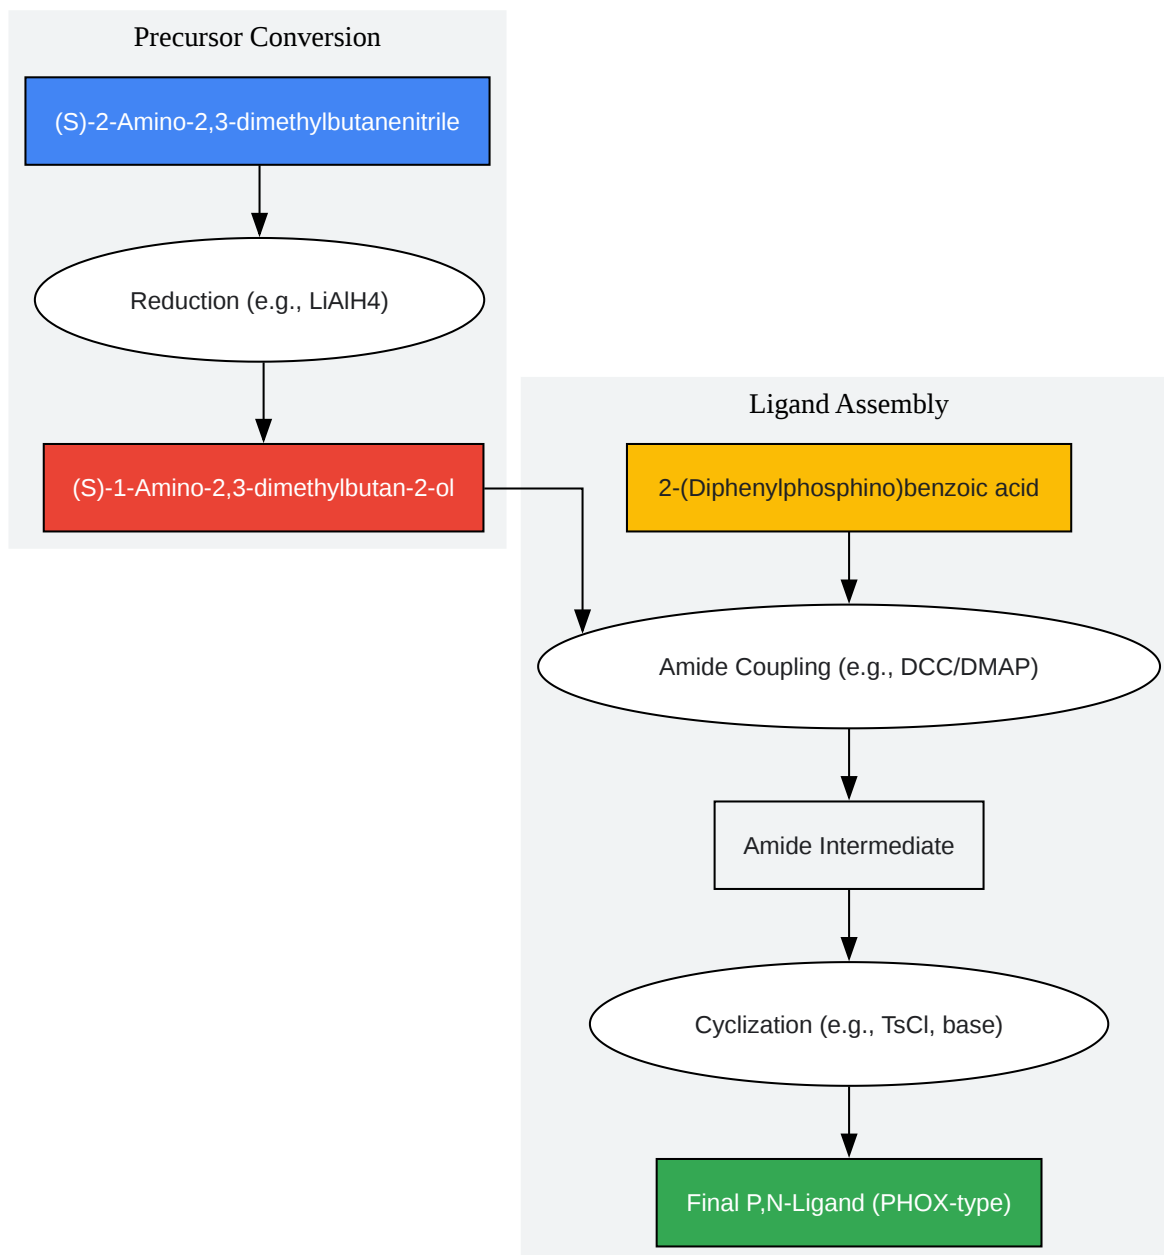 Precursor Conversion
(S)-2-Amino-2,3-dimethylbutanenitrile
Reduction (e.g., LiAlH4)
(S)-1-Amino-2,3-dimethylbutan-2-ol
Ligand Assembly
2-(Diphenylphosphino)benzoic acid
Amide Coupling (e.g., DCC/DMAP)
Amide Intermediate
Cyclization (e.g., TsCl, base)
Final P,N-Ligand (PHOX-type)